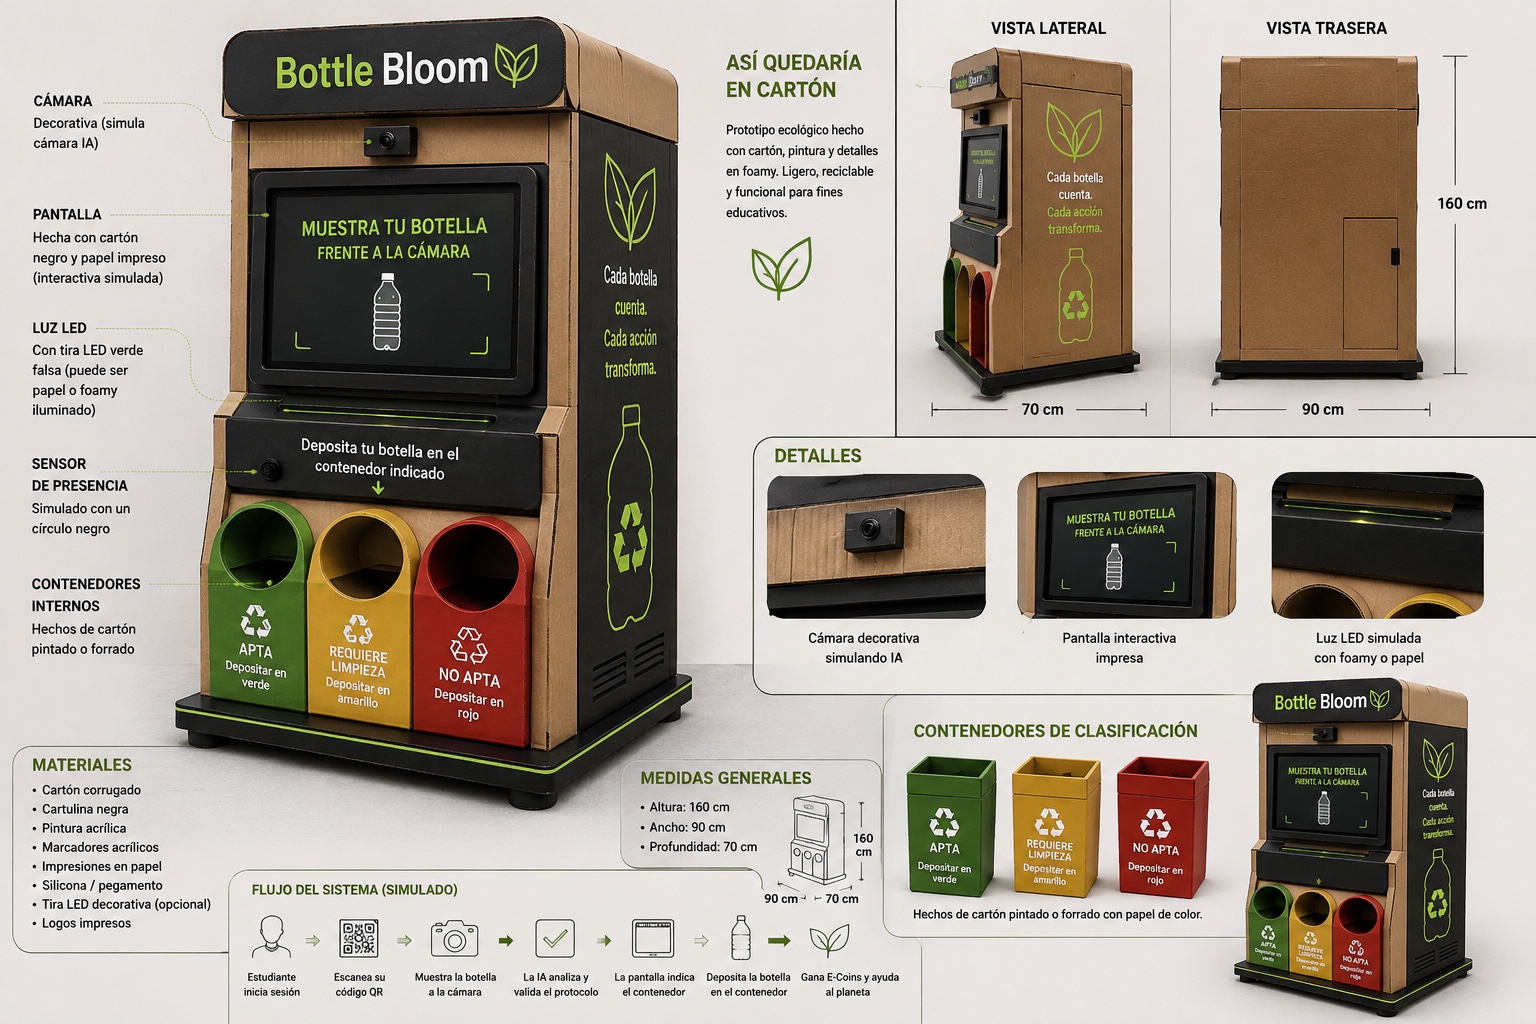 Bottle Bloom
CÁMARA
Decorativa (simula
cámara IA)
PANTALLA
Hecha con cartón
negro y papel impreso
(interactiva simulada)
LUZ LED
Con tira LED verde
falsa (puede ser
papel o foamy
iluminado)
SENSOR
DE PRESENCIA
Simulado con un
círculo negro
CONTENEDORES
INTERNOS
Hechos de cartón
pintado o forrado
MUESTRA TU BOTELLA
FRENTE A LA CÁMARA
Deposita tu botella en el
contenedor indicado
APTA
Depositar en
verde
REQUIERE
LIMPIEZA
Depositar en
amarillo
NO APTA
Depositar en
rojo
Cada botella
cuenta.
Cada acción
transforma.
ASÍ QUEDARÍA
EN CARTÓN
Prototipo ecológico hecho
con cartón, pintura y detalles
en foamy. Ligero, reciclable
y funcional para fines
educativos.
VISTA LATERAL
Cada botella
cuenta.
Cada acción
transforma.
70 cm
VISTA TRASERA
160 cm
90 cm
DETALLES
MUESTRA TU BOTELLA
FRENTE A LA CÁMARA
Cámara decorativa
simulando IA
Pantalla interactiva
impresa
Luz LED simulada
con foamy o papel
MATERIALES
• Cartón corrugado
• Cartulina negra
• Pintura acrílica
• Marcadores acrílicos
• Impresiones en papel
• Silicona / pegamento
• Tira LED decorativa (opcional)
• Logos impresos
MEDIDAS GENERALES
• Altura: 160 cm
• Ancho: 90 cm
• Profundidad: 70 cm
160
cm
90 cm
70 cm
FLUJO DEL SISTEMA (SIMULADO)
Estudiante
inicia sesión
Escanea su
código QR
Muestra la botella
a la cámara
La IA analiza y
valida el protocolo
La pantalla indica
el contenedor
Deposita la botella
en el contenedor
Gana E-Coins y ayuda
al planeta
CONTENEDORES DE CLASIFICACIÓN
APTA
Depositar en
verde
REQUIERE
LIMPIEZA
Depositar en
amarillo
NO APTA
Depositar en
rojo
Hechos de cartón pintado o forrado con papel de color.
Bottle Bloom
MUESTRA TU BOTELLA
FRENTE A LA CÁMARA
Cada botella
cuenta.
transforma.
APTA
NO APTA